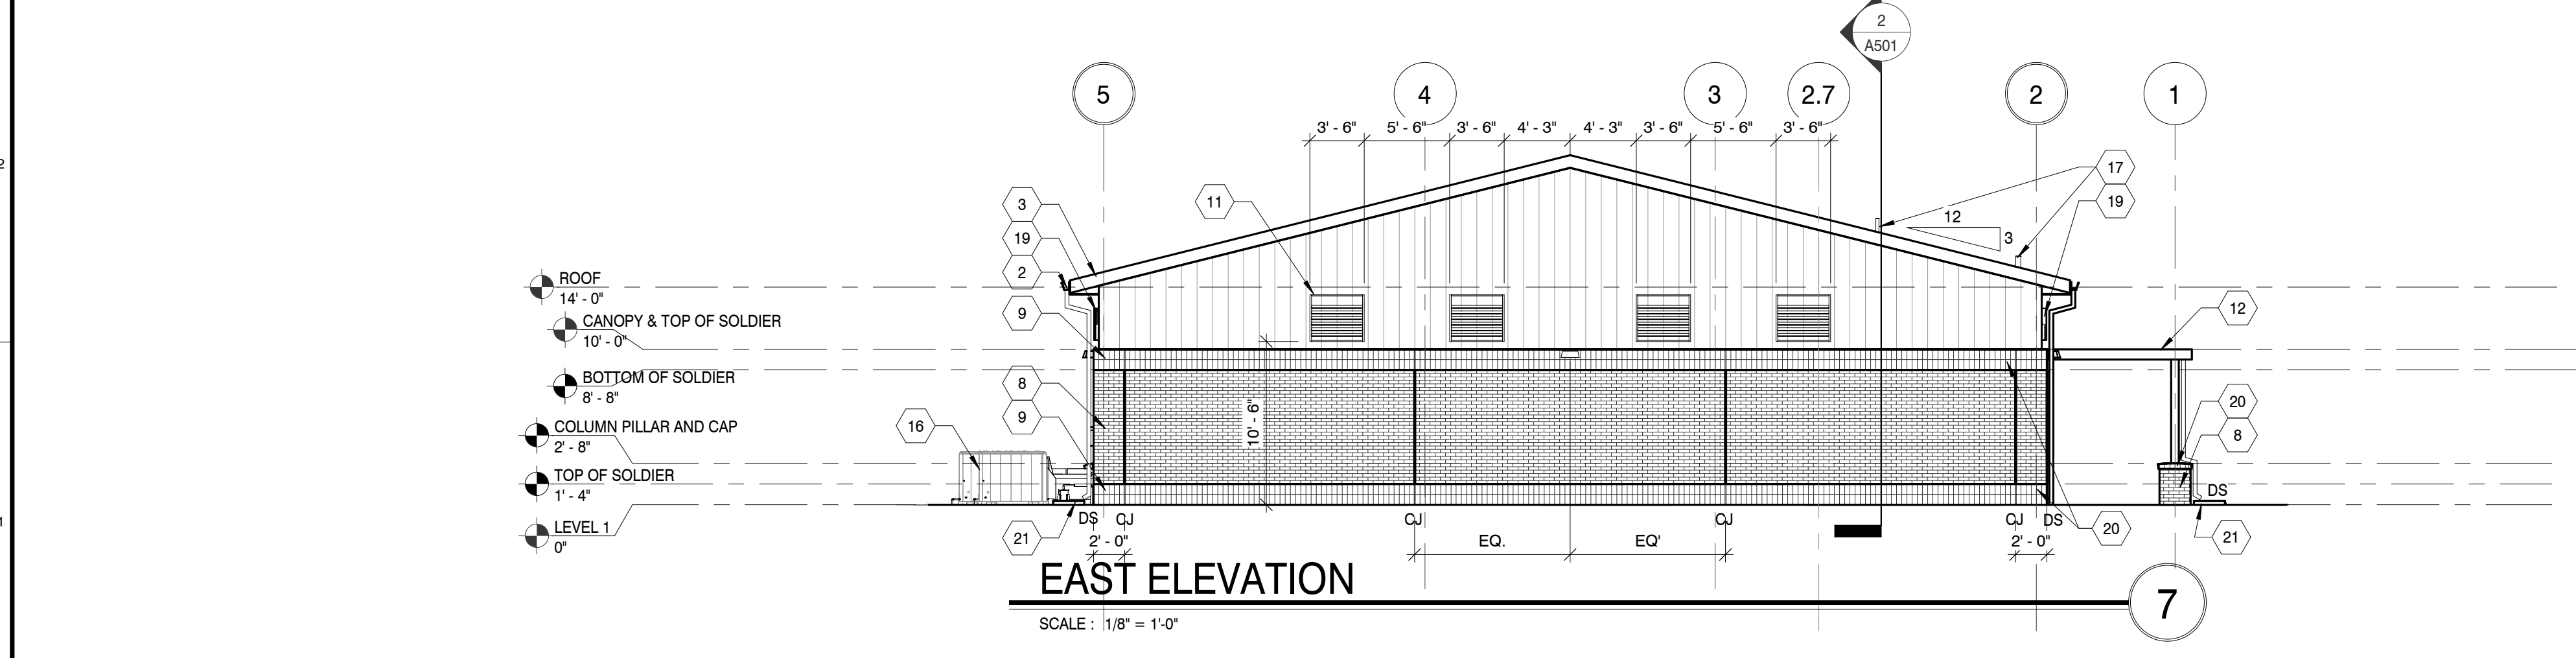 2
A501
5
4
3
2.7
2
1
3' - 6"
5' - 6"
3' - 6"
4' - 3"
4' - 3"
3' - 6"
5' - 6"
3' - 6"
2
17
3
11
19
12
19
3
2
ROOF
14' - 0"
9
12
CANOPY & TOP OF SOLDIER
10' - 0"
BOTTOM OF SOLDIER
8' - 8"
8
20
9
10' - 6"
16
8
COLUMN PILLAR AND CAP
2' - 8"
TOP OF SOLDIER
1' - 4"
DS
LEVEL 1
0"
1
DS
CJ
CJ
CJ
CJ
DS
21
2' - 0"
EQ.
EQ'
2' - 0"
20
21
EAST ELEVATION
7
SCALE : 1/8" = 1'-0"